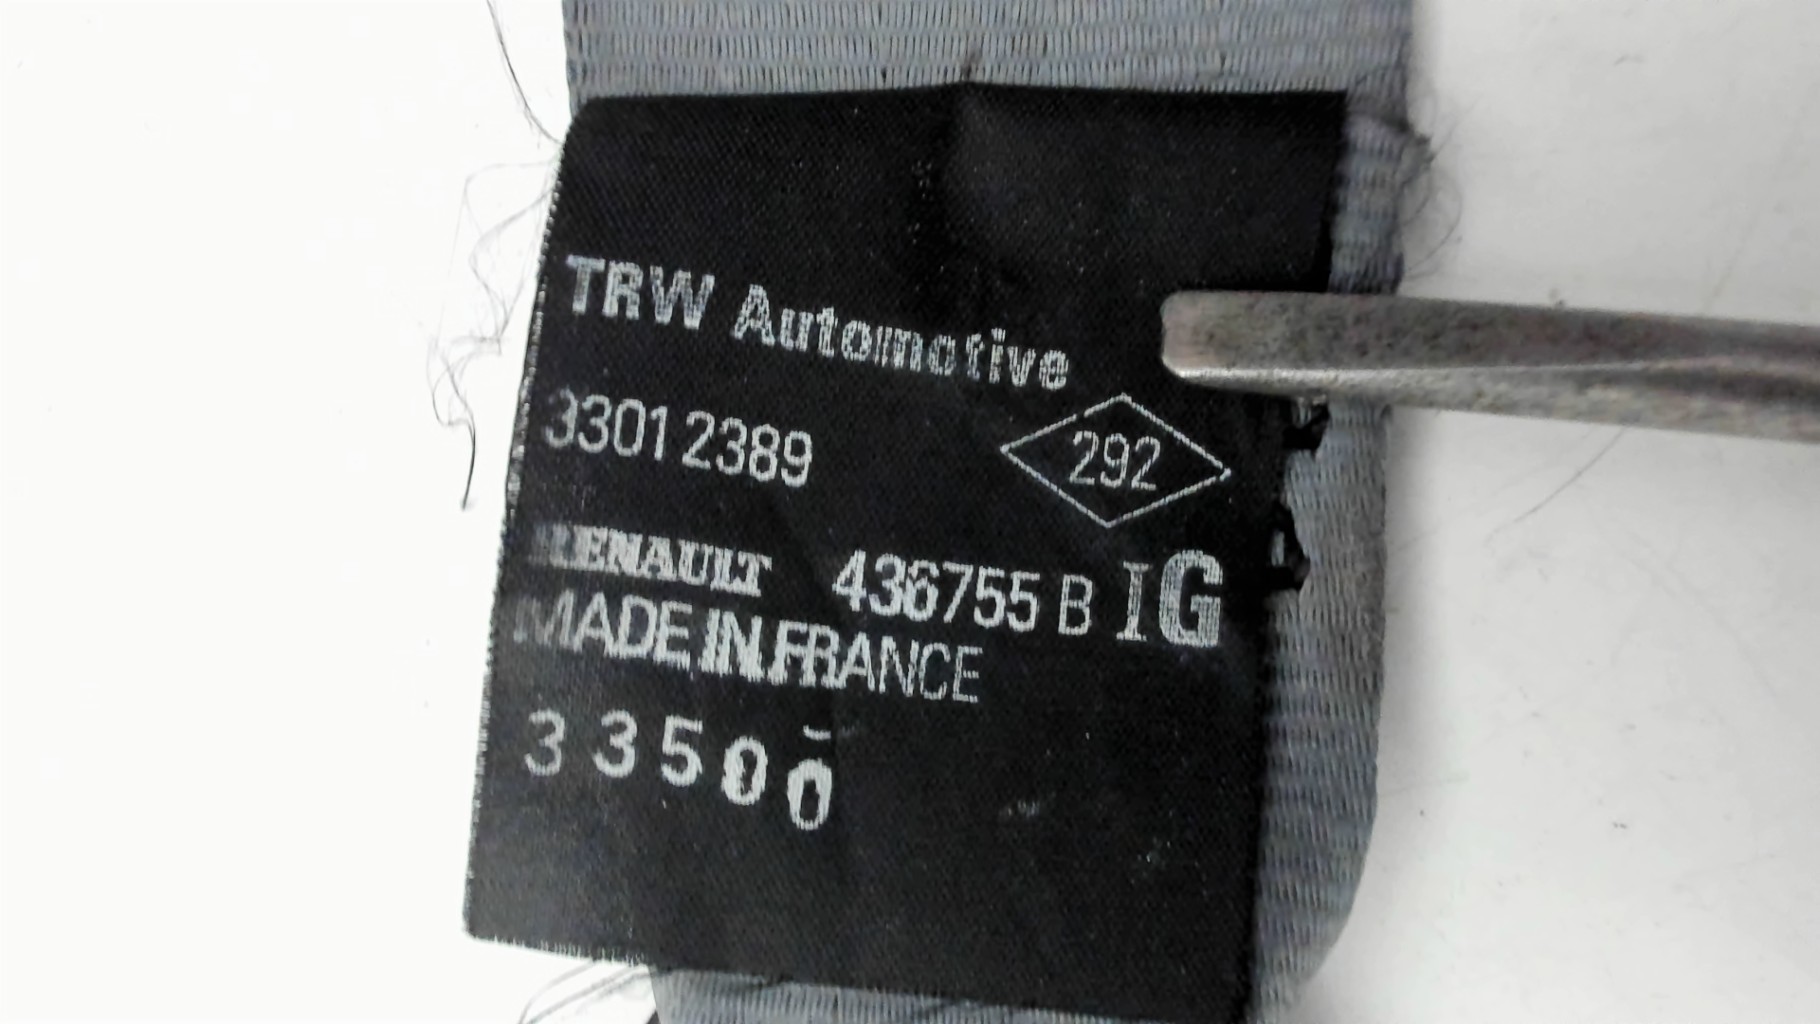 TRW Automotive
33012389
292
RENAULT 436755 B IG
MADE IN FRANCE
33500